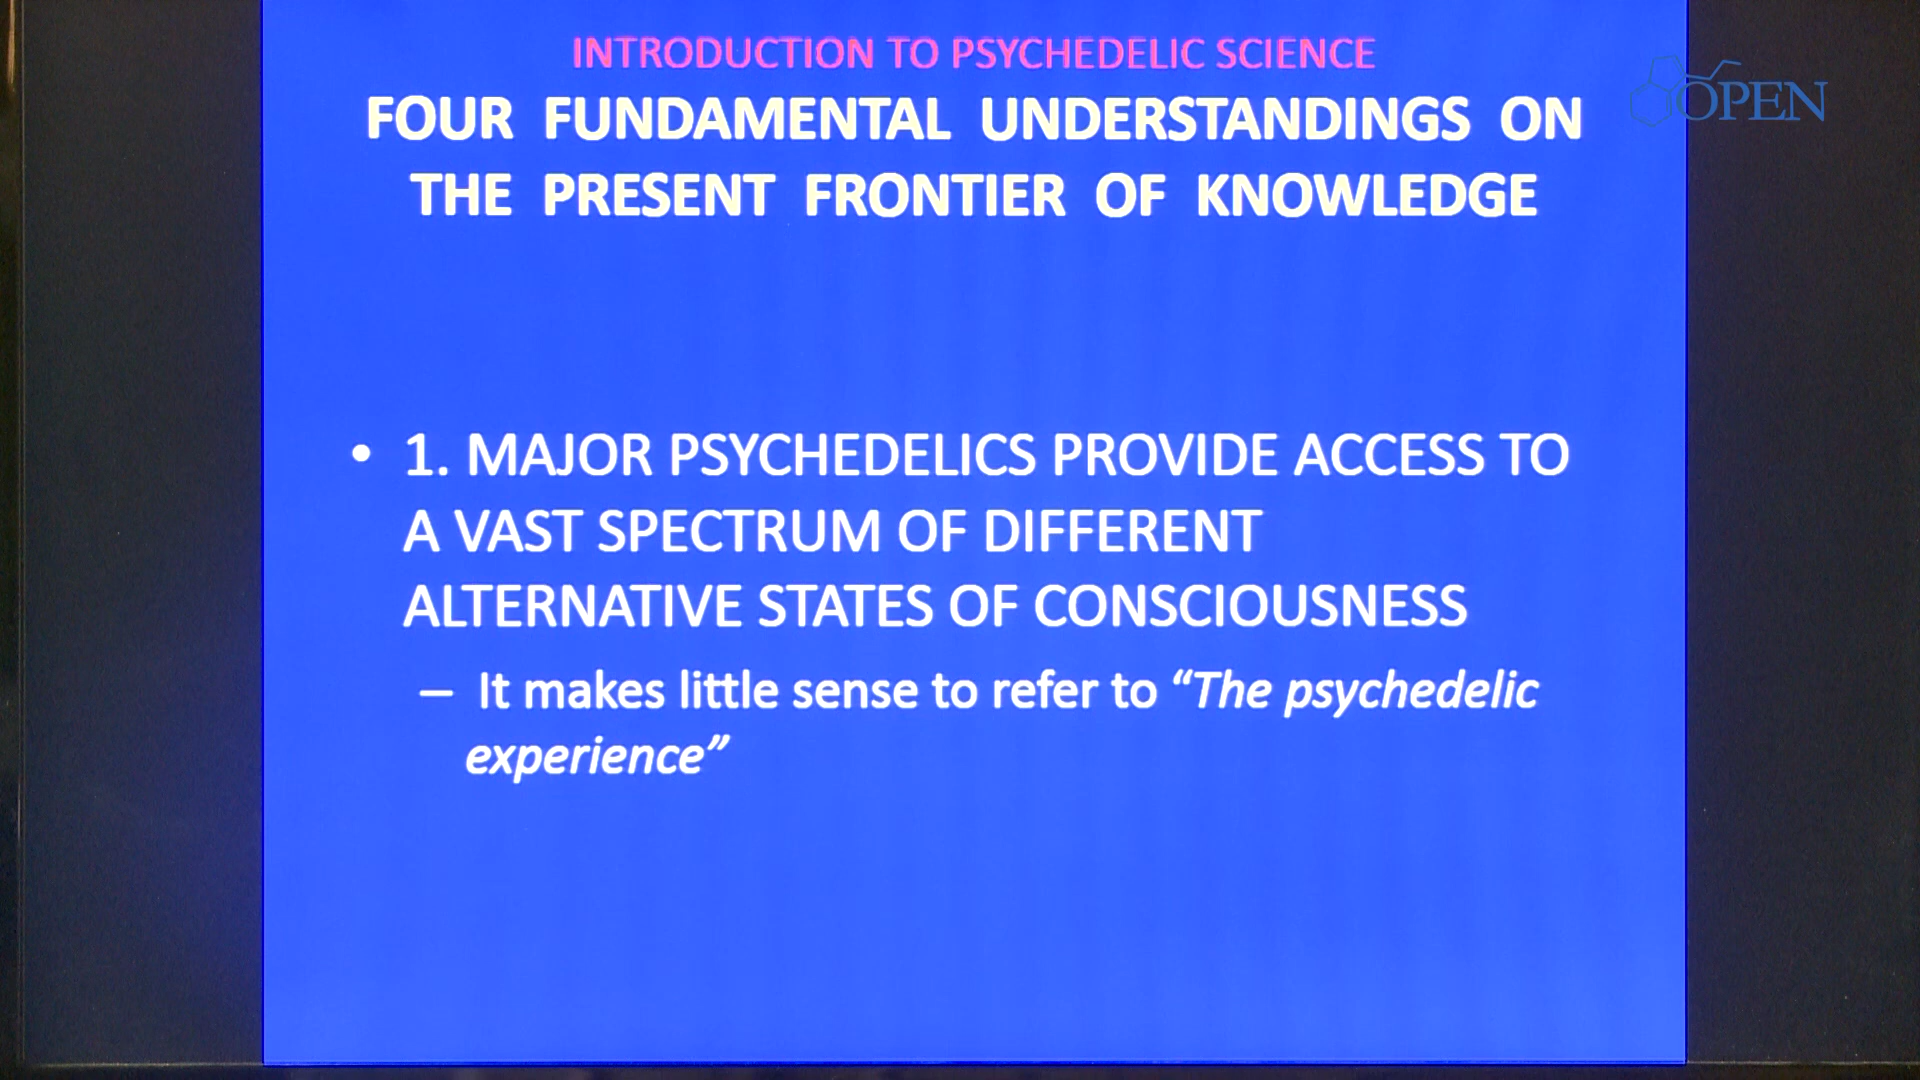 INTRODUCTION TO PSYCHEDELIC SCIENCE
OPEN
FOUR FUNDAMENTAL UNDERSTANDINGS ON
THE PRESENT FRONTIER OF KNOWLEDGE
• 1. MAJOR PSYCHEDELICS PROVIDE ACCESS TO
A VAST SPECTRUM OF DIFFERENT
ALTERNATIVE STATES OF CONSCIOUSNESS
– It makes little sense to refer to “The psychedelic
experience”